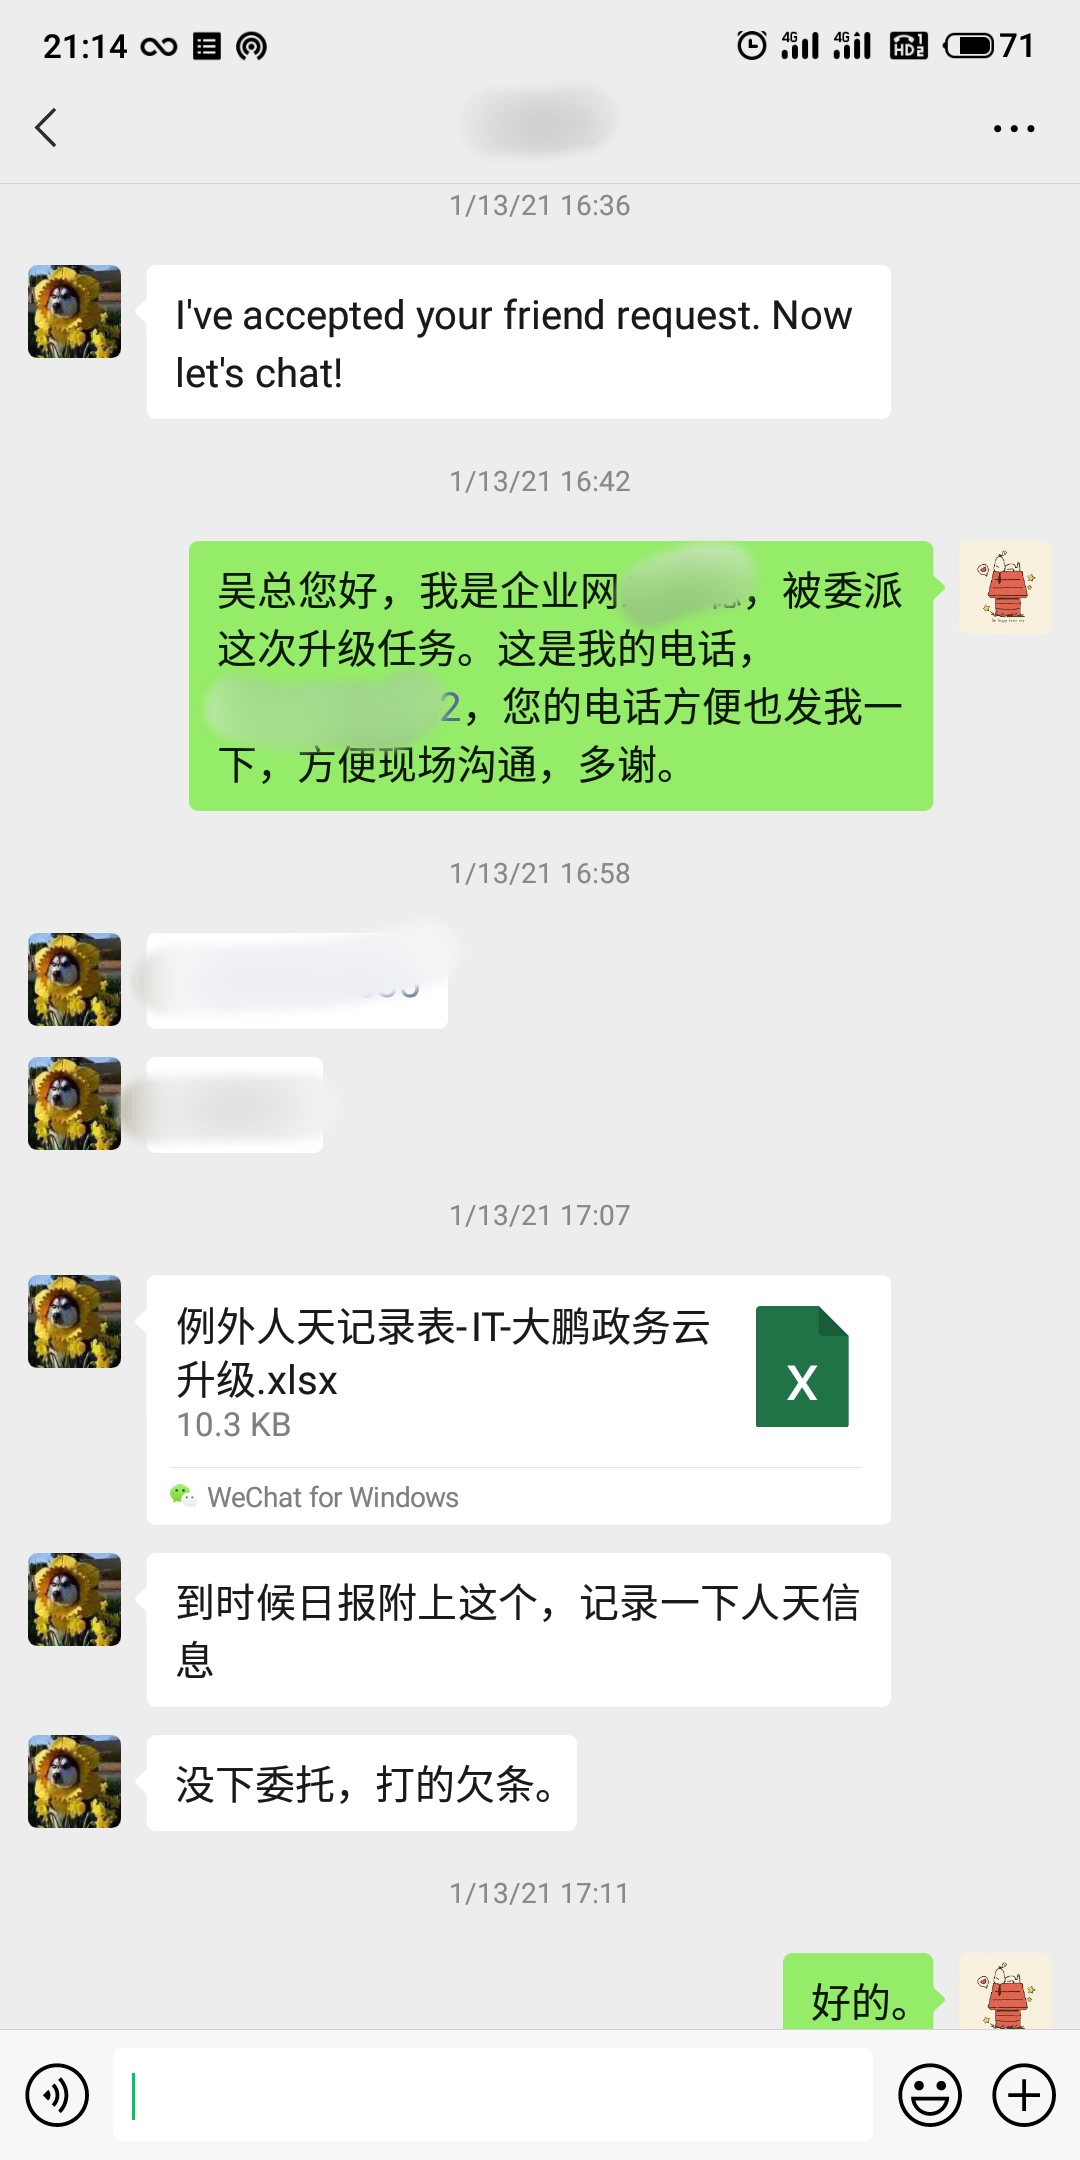 21:14
4G
4G
HD
1
2
71
1/13/21 16:36
I've accepted your friend request. Now
let's chat!
1/13/21 16:42
吴总您好，我是企业网，被委派
这次升级任务。这是我的电话，
2，您的电话方便也发我一
下，方便现场沟通，多谢。
1/13/21 16:58
1/13/21 17:07
例外人天记录表-IT-大鹏政务云
升级.xlsx
10.3 KB
X
WeChat for Windows
到时候日报附上这个，记录一下人天信
息
没下委托，打的欠条。
1/13/21 17:11
好的。